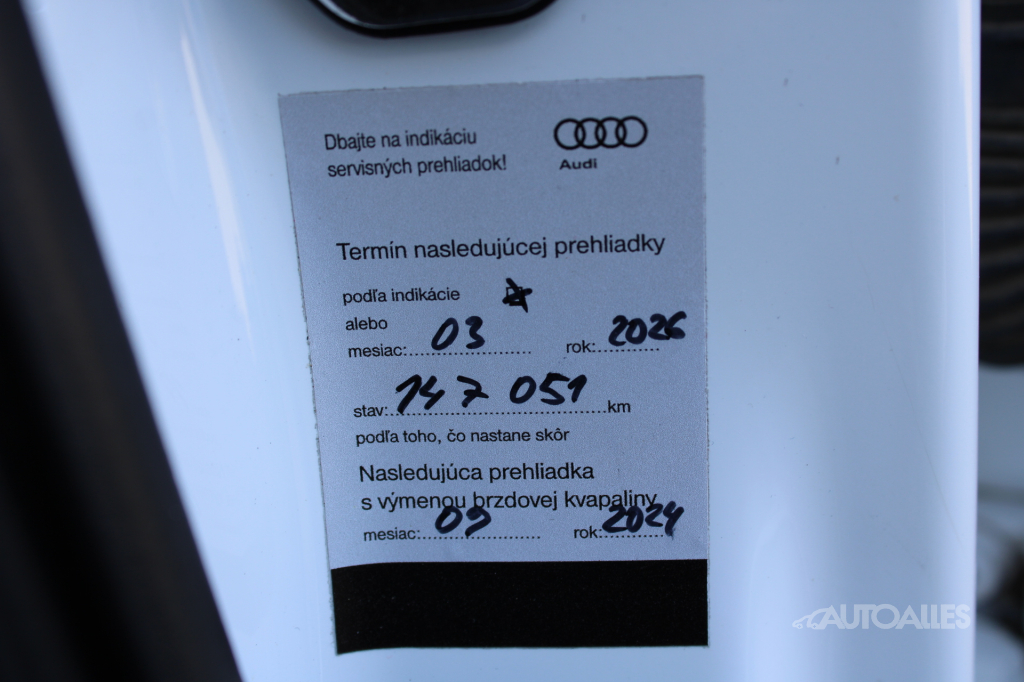 Dbajte na indikáciu
servisných prehliadok!
Audi
Termín nasledujúcej prehliadky
podľa indikácie
alebo
mesiac: 03 rok: 2026
stav: 147 051 km
podľa toho, čo nastane skôr
Nasledujúca prehliadka
s výmenou brzdovej kvapaliny
mesiac: 09 rok: 2024
AUTOALLES